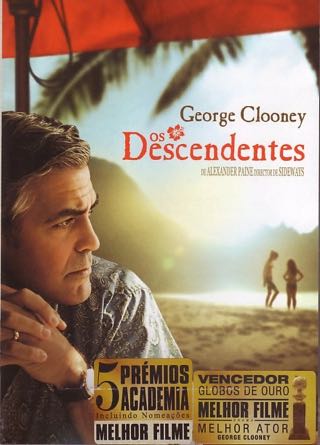 George Clooney
OS
Descendentes
DE ALEXANDER PAINE DIRECTOR DE SIDEWAYS
5 PRÉMIOS
ACADEMIA
Incluindo Nomeações
MELHOR FILME
VENCEDOR
GLOBOS DE OURO
MELHOR FILME
MELHOR ATOR
GEORGE CLOONEY